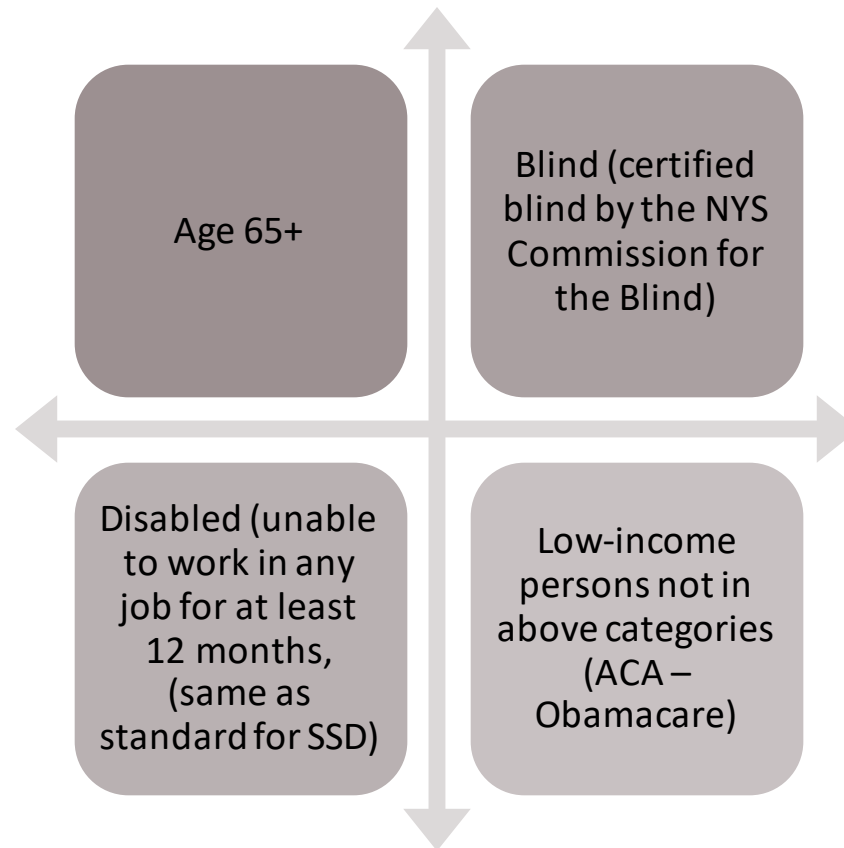 Age 65+
Blind (certified
blind by the NYS
Commission for
the Blind)
Disabled (unable
to work in any
job for at least
12 months,
(same as
standard for SSD)
Low-income
persons not in
above categories
(ACA –
Obamacare)